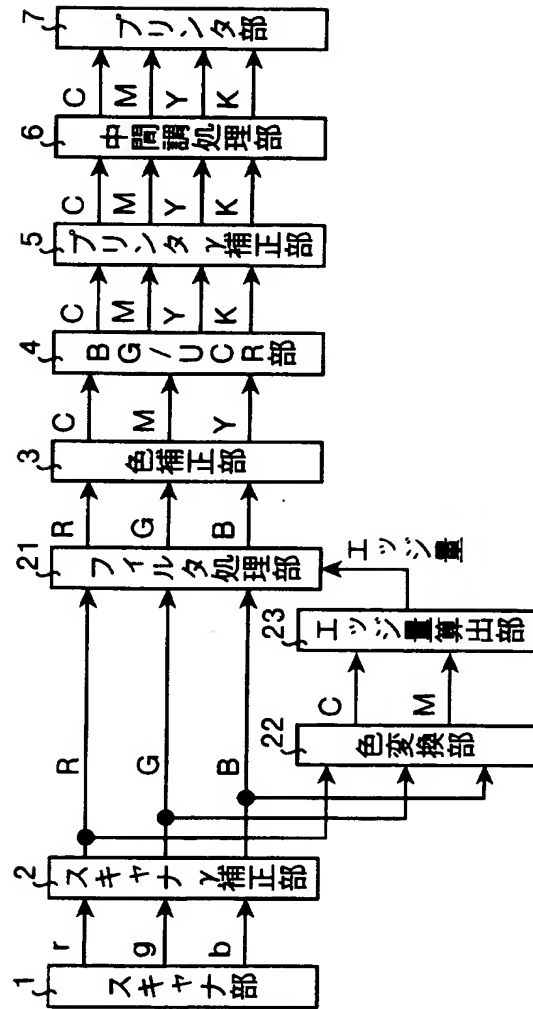 1
スキャナ部
r
g
b
2
スキャナγ補正部
R
G
B
22
色変換部
C
M
23
エッジ量算出部
エッジ量
21
フィルタ処理部
R
G
B
3
色補正部
C
M
Y
4
BG/UCR部
C
M
Y
K
5
プリンタγ補正部
C
M
Y
K
6
中間調処理部
C
M
Y
K
7
プリンタ部